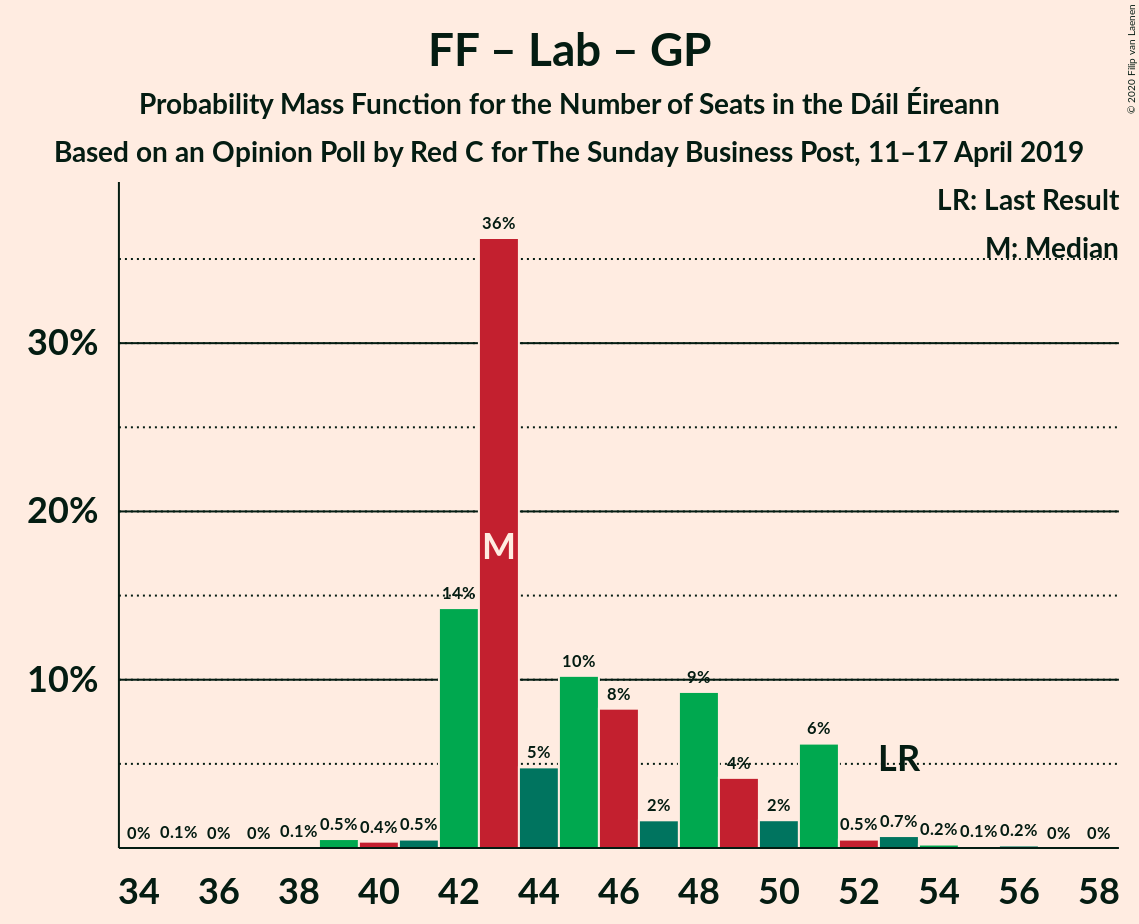 FF – Lab – GP
Probability Mass Function for the Number of Seats in the Dáil Éireann
Based on an Opinion Poll by Red C for The Sunday Business Post, 11–17 April 2019
© 2020 Filip van Laenen
LR: Last Result
M: Median
36%
30%
20%
M
14%
10%
10%
8%
9%
6%
5%
4%
LR
2%
2%
0% 0.1% 0% 0% 0.1% 0.5% 0.4% 0.5% 0.5% 0.7% 0.2% 0.1% 0.2% 0% 0%
34 36 38 40 42 44 46 48 50 52 54 56 58